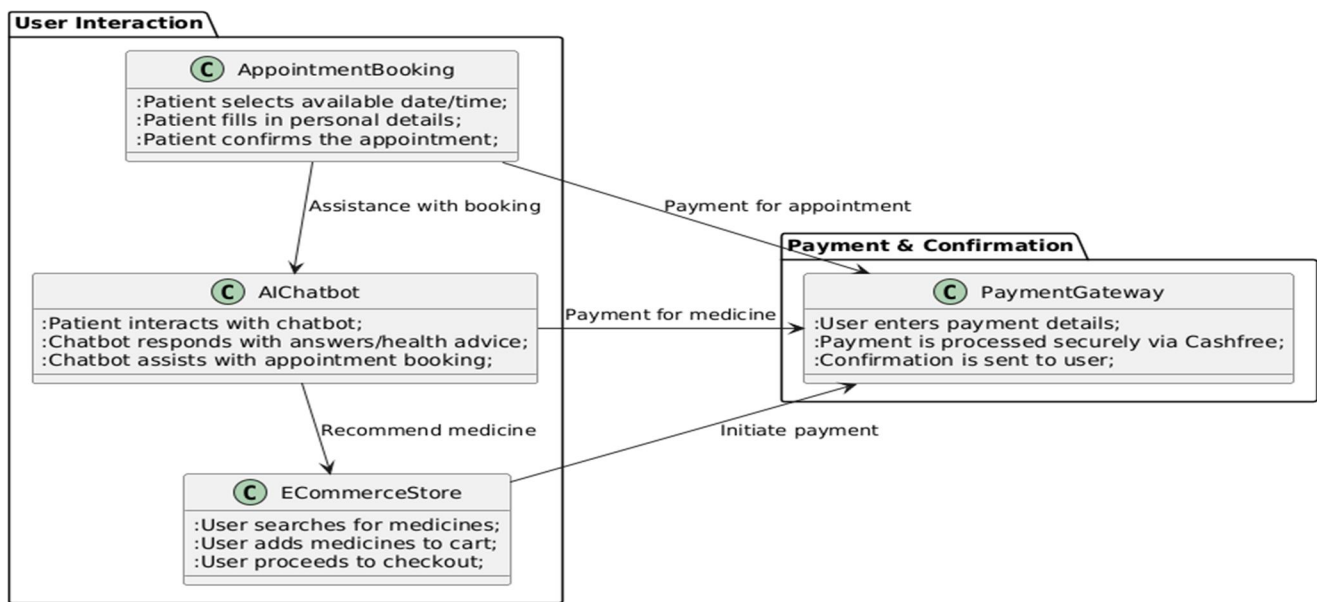 User Interaction
C AppointmentBooking
:Patient selects available date/time;
:Patient fills in personal details;
:Patient confirms the appointment;
Assistance with booking
Payment for appointment
Payment & Confirmation
C AIChatbot
:Patient interacts with chatbot;
:Chatbot responds with answers/health advice;
:Chatbot assists with appointment booking;
Payment for medicine
C PaymentGateway
:User enters payment details;
:Payment is processed securely via Cashfree;
:Confirmation is sent to user;
Recommend medicine
Initiate payment
C ECommerceStore
:User searches for medicines;
:User adds medicines to cart;
:User proceeds to checkout;